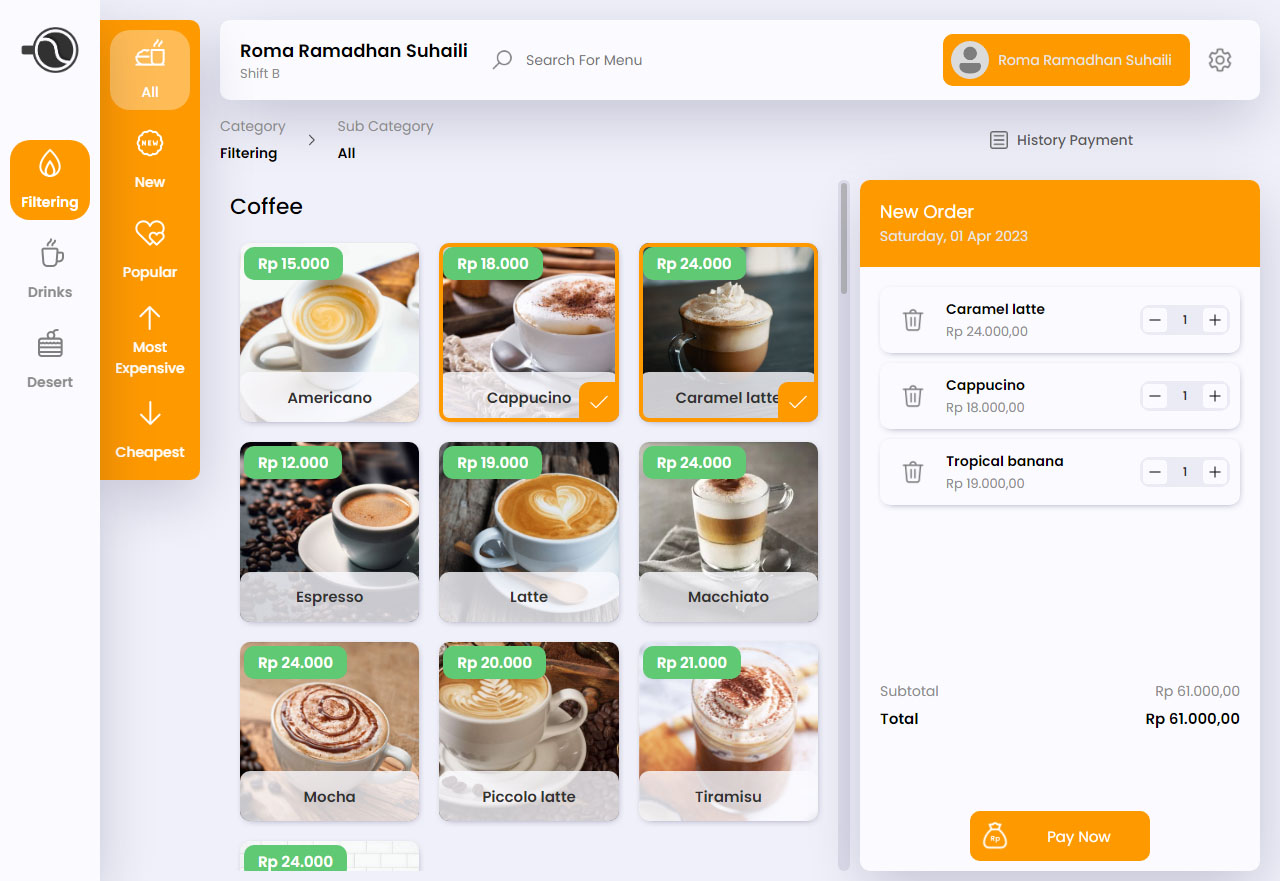 Roma Ramadhan Suhaili
Shift B
Search For Menu
Roma Ramadhan Suhaili
All
NEW
New
Popular
Most
Expensive
Cheapest
Filtering
Drinks
Desert
Category
Filtering
Sub Category
All
History Payment
Coffee
Rp 15.000
Americano
Rp 18.000
Cappucino
Rp 24.000
Caramel latte
Rp 12.000
Espresso
Rp 19.000
Latte
Rp 24.000
Macchiato
Rp 24.000
Mocha
Rp 20.000
Piccolo latte
Rp 21.000
Tiramisu
Rp 24.000
New Order
Saturday, 01 Apr 2023
Caramel latte
Rp 24.000,00
1
Cappucino
Rp 18.000,00
1
Tropical banana
Rp 19.000,00
1
Subtotal Rp 61.000,00
Total Rp 61.000,00
Rp
Pay Now